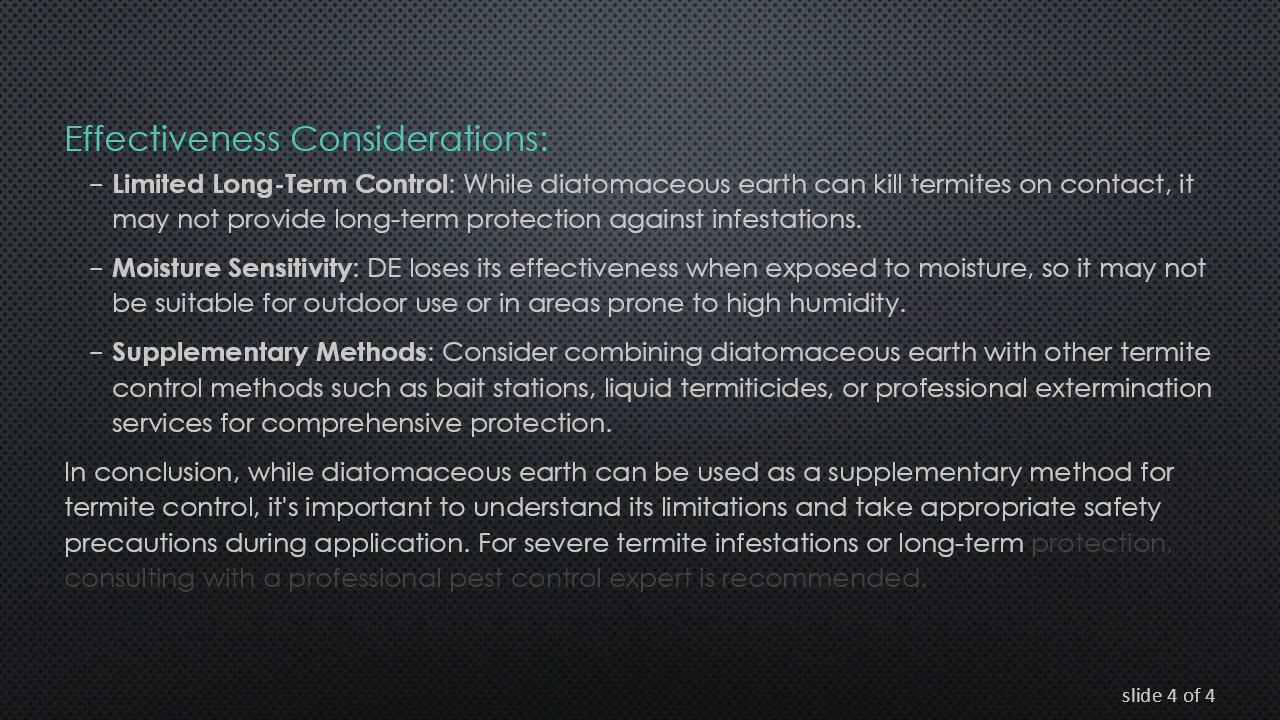 Effectiveness Considerations:
– Limited Long-Term Control: While diatomaceous earth can kill termites on contact, it
may not provide long-term protection against infestations.
– Moisture Sensitivity: DE loses its effectiveness when exposed to moisture, so it may not
be suitable for outdoor use or in areas prone to high humidity.
– Supplementary Methods: Consider combining diatomaceous earth with other termite
control methods such as bait stations, liquid termiticides, or professional extermination
services for comprehensive protection.
In conclusion, while diatomaceous earth can be used as a supplementary method for
termite control, it's important to understand its limitations and take appropriate safety
precautions during application. For severe termite infestations or long-term protection,
consulting with a professional pest control expert is recommended.
slide 4 of 4